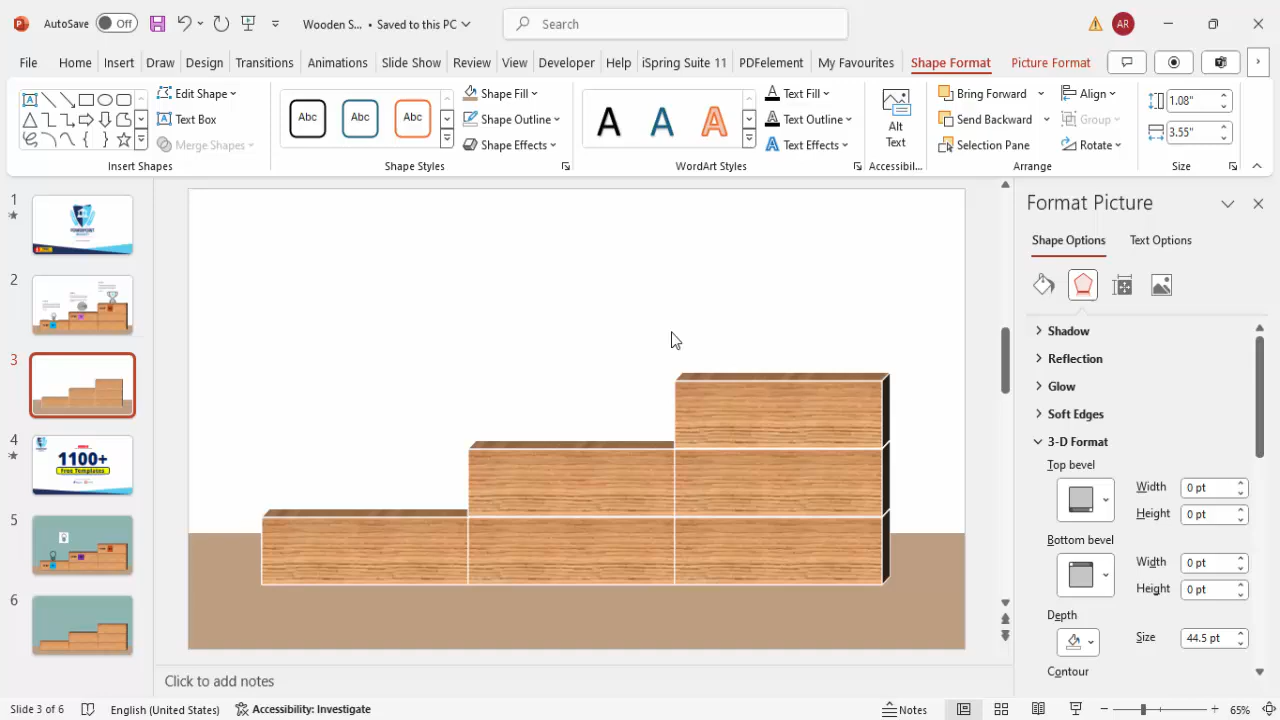 AutoSave Off Wooden S... • Saved to this PC Search AR
File Home Insert Draw Design Transitions Animations Slide Show Review View Developer Help iSpring Suite 11 PDFelement My Favourites Shape Format Picture Format
Edit Shape
Text Box
Merge Shapes
Insert Shapes
Abc Abc Abc
Shape Fill
Shape Outline
Shape Effects
Shape Styles
A A A
Text Fill
Text Outline
Text Effects
WordArt Styles
Alt
Text
Accessibil...
Bring Forward
Send Backward
Selection Pane
Align
Group
Rotate
Arrange
1.08"
3.55"
Size
1
POWERPOINT
2
3
4
1100+
Free Templates
5
6
Format Picture
Shape Options Text Options
Shadow
Reflection
Glow
Soft Edges
3-D Format
Top bevel
Width 0 pt
Height 0 pt
Bottom bevel
Width 0 pt
Height 0 pt
Depth
Size 44.5 pt
Contour
Click to add notes
Slide 3 of 6 English (United States) Accessibility: Investigate Notes 65%